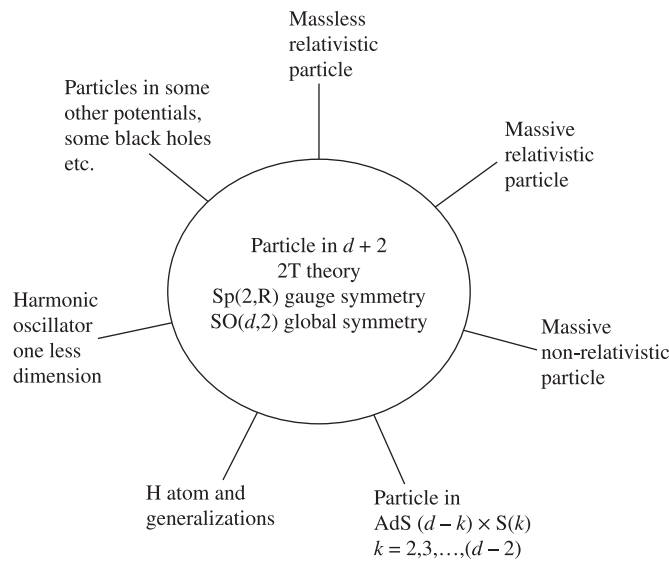 Massless
relativistic
particle
Particles in some
other potentials,
some black holes
etc.
Massive
relativistic
particle
Particle in d + 2
2T theory
Sp(2,R) gauge symmetry
SO(d,2) global symmetry
Harmonic
oscillator
one less
dimension
Massive
non-relativistic
particle
H atom and
generalizations
Particle in
AdS (d – k) × S(k)
k = 2,3,…,(d – 2)